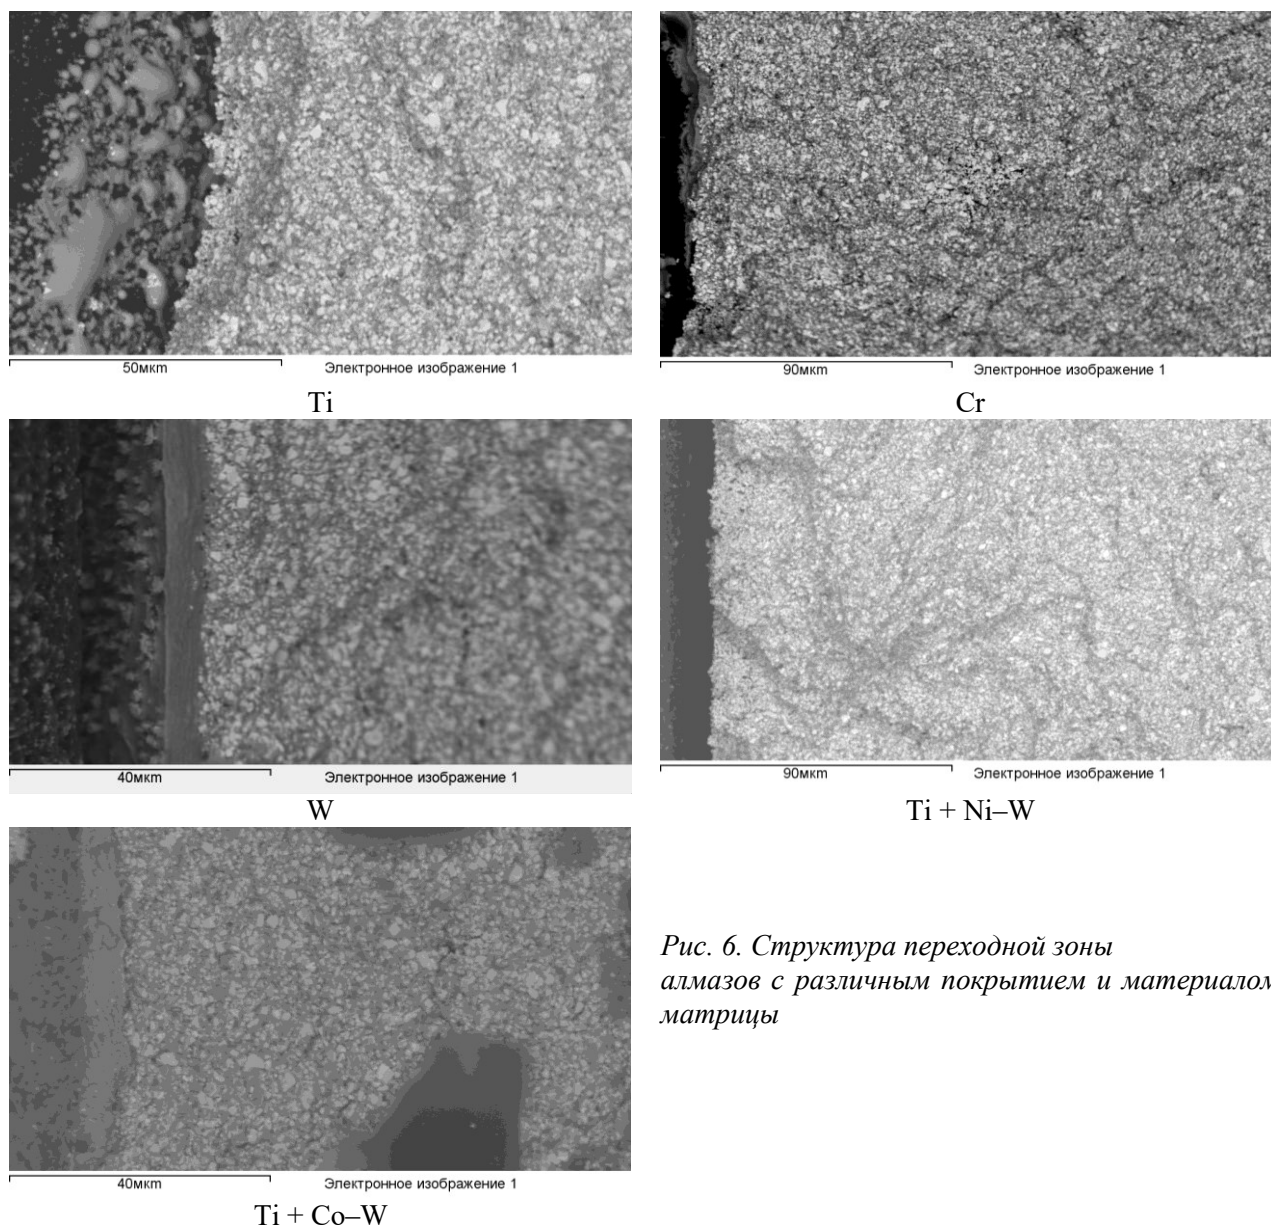 50мкm Электронное изображение 1
Ti
90мкm Электронное изображение 1
Cr
40мкm Электронное изображение 1
W
90мкm Электронное изображение 1
Ti + Ni–W
40мкm Электронное изображение 1
Ti + Co–W
Рис. 6. Структура переходной зоны
алмазов с различным покрытием и материалом
матрицы